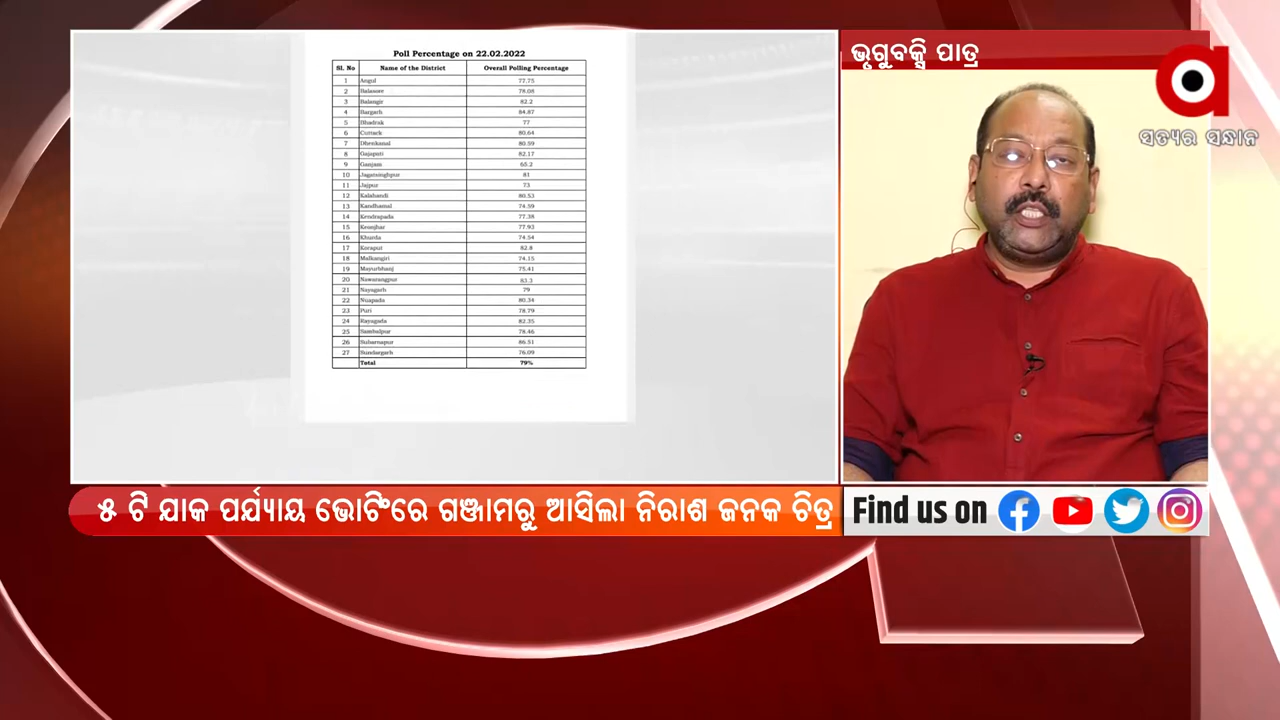 Poll Percentage on 22.02.2022
Sl. No Name of the District Overall Polling Percentage
1 Angul 77.75
2 Balasore 78.08
3 Balangir 82.2
4 Bargarh 84.87
5 Bhadrak 77
6 Cuttack 80.64
7 Dhenkanal 80.59
8 Gajapati 82.17
9 Ganjam 65.2
10 Jagatsinghpur 81
11 Jajpur 73
12 Kalahandi 80.53
13 Kandhamal 74.59
14 Kendrapada 77.38
15 Keonjhar 77.93
16 Khurda 74.54
17 Koraput 82.8
18 Malkangiri 74.15
19 Mayurbhanj 75.41
20 Nawarangpur 83.3
21 Nayagarh 79
22 Nuapada 80.34
23 Puri 78.79
24 Rayagada 82.35
25 Sambalpur 78.46
26 Subarnapur 86.51
27 Sundargarh 76.09
Total 79%
ଭୃଗୁବକ୍ସି ପାତ୍ର
ସତ୍ୟର ସନ୍ଧାନ
୫ ଟି ଯାକ ପର୍ଯ୍ୟାୟ ଭୋଟିଂରେ ଗଞ୍ଜାମରୁ ଆସିଲା ନିରାଶ ଜନକ ଚିତ୍ର
Find us on